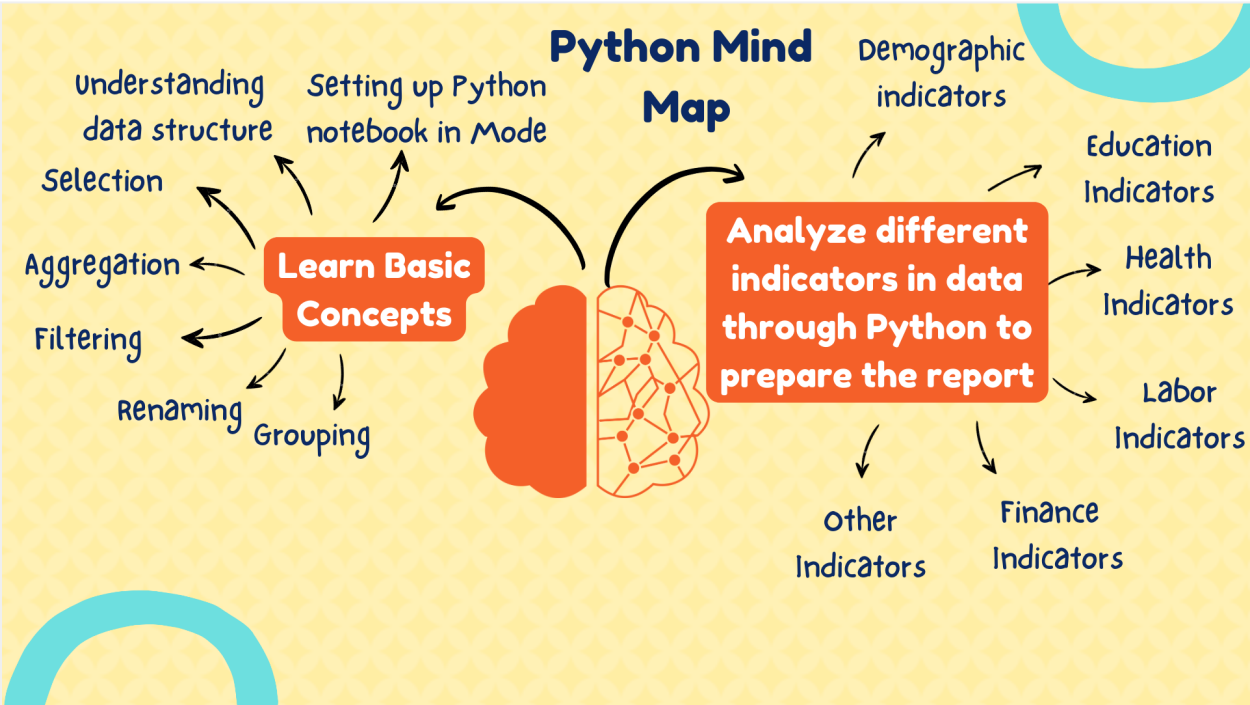 Python Mind
Map
Understanding
data structure
Setting up Python
notebook in Mode
Selection
Aggregation
Filtering
Renaming
Grouping
Learn Basic
Concepts
Analyze different
indicators in data
through Python to
prepare the report
Demographic
indicators
Education
Indicators
Health
Indicators
Labor
Indicators
Finance
Indicators
Other
Indicators